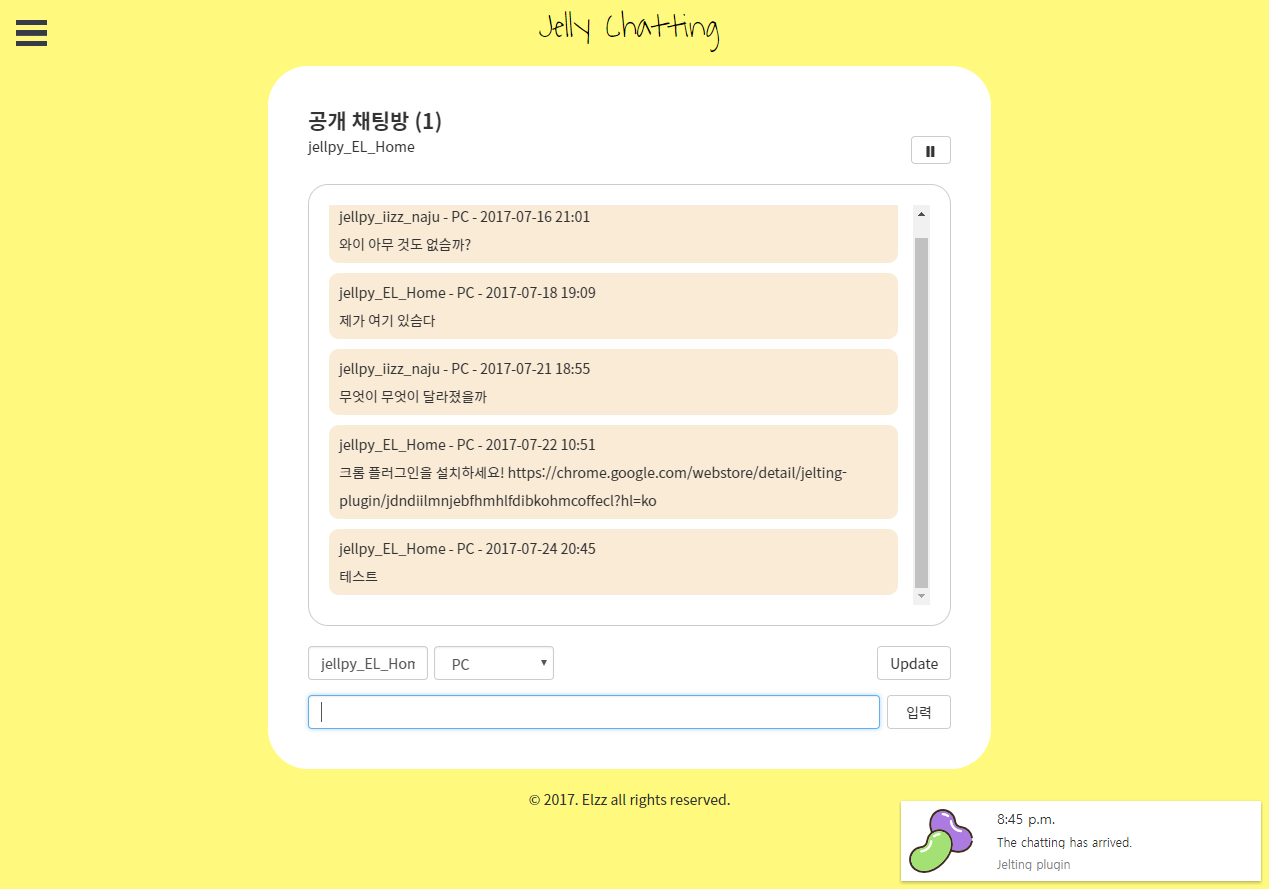 Jelly Chatting
공개 채팅방 (1)
jellpy_EL_Home
jellpy_iizz_naju - PC - 2017-07-16 21:01
와이 아무 것도 없슴까?
jellpy_EL_Home - PC - 2017-07-18 19:09
제가 여기 있슴다
jellpy_iizz_naju - PC - 2017-07-21 18:55
무엇이 무엇이 달라졌을까
jellpy_EL_Home - PC - 2017-07-22 10:51
크롬 플러그인을 설치하세요! https://chrome.google.com/webstore/detail/jelting-
plugin/jdndiilmnjebfhmhlfdibkohmcoffecl?hl=ko
jellpy_EL_Home - PC - 2017-07-24 20:45
테스트
jellpy_EL_Hom PC Update
입력
© 2017. Elzz all rights reserved.
8:45 p.m.
The chatting has arrived.
Jelting plugin